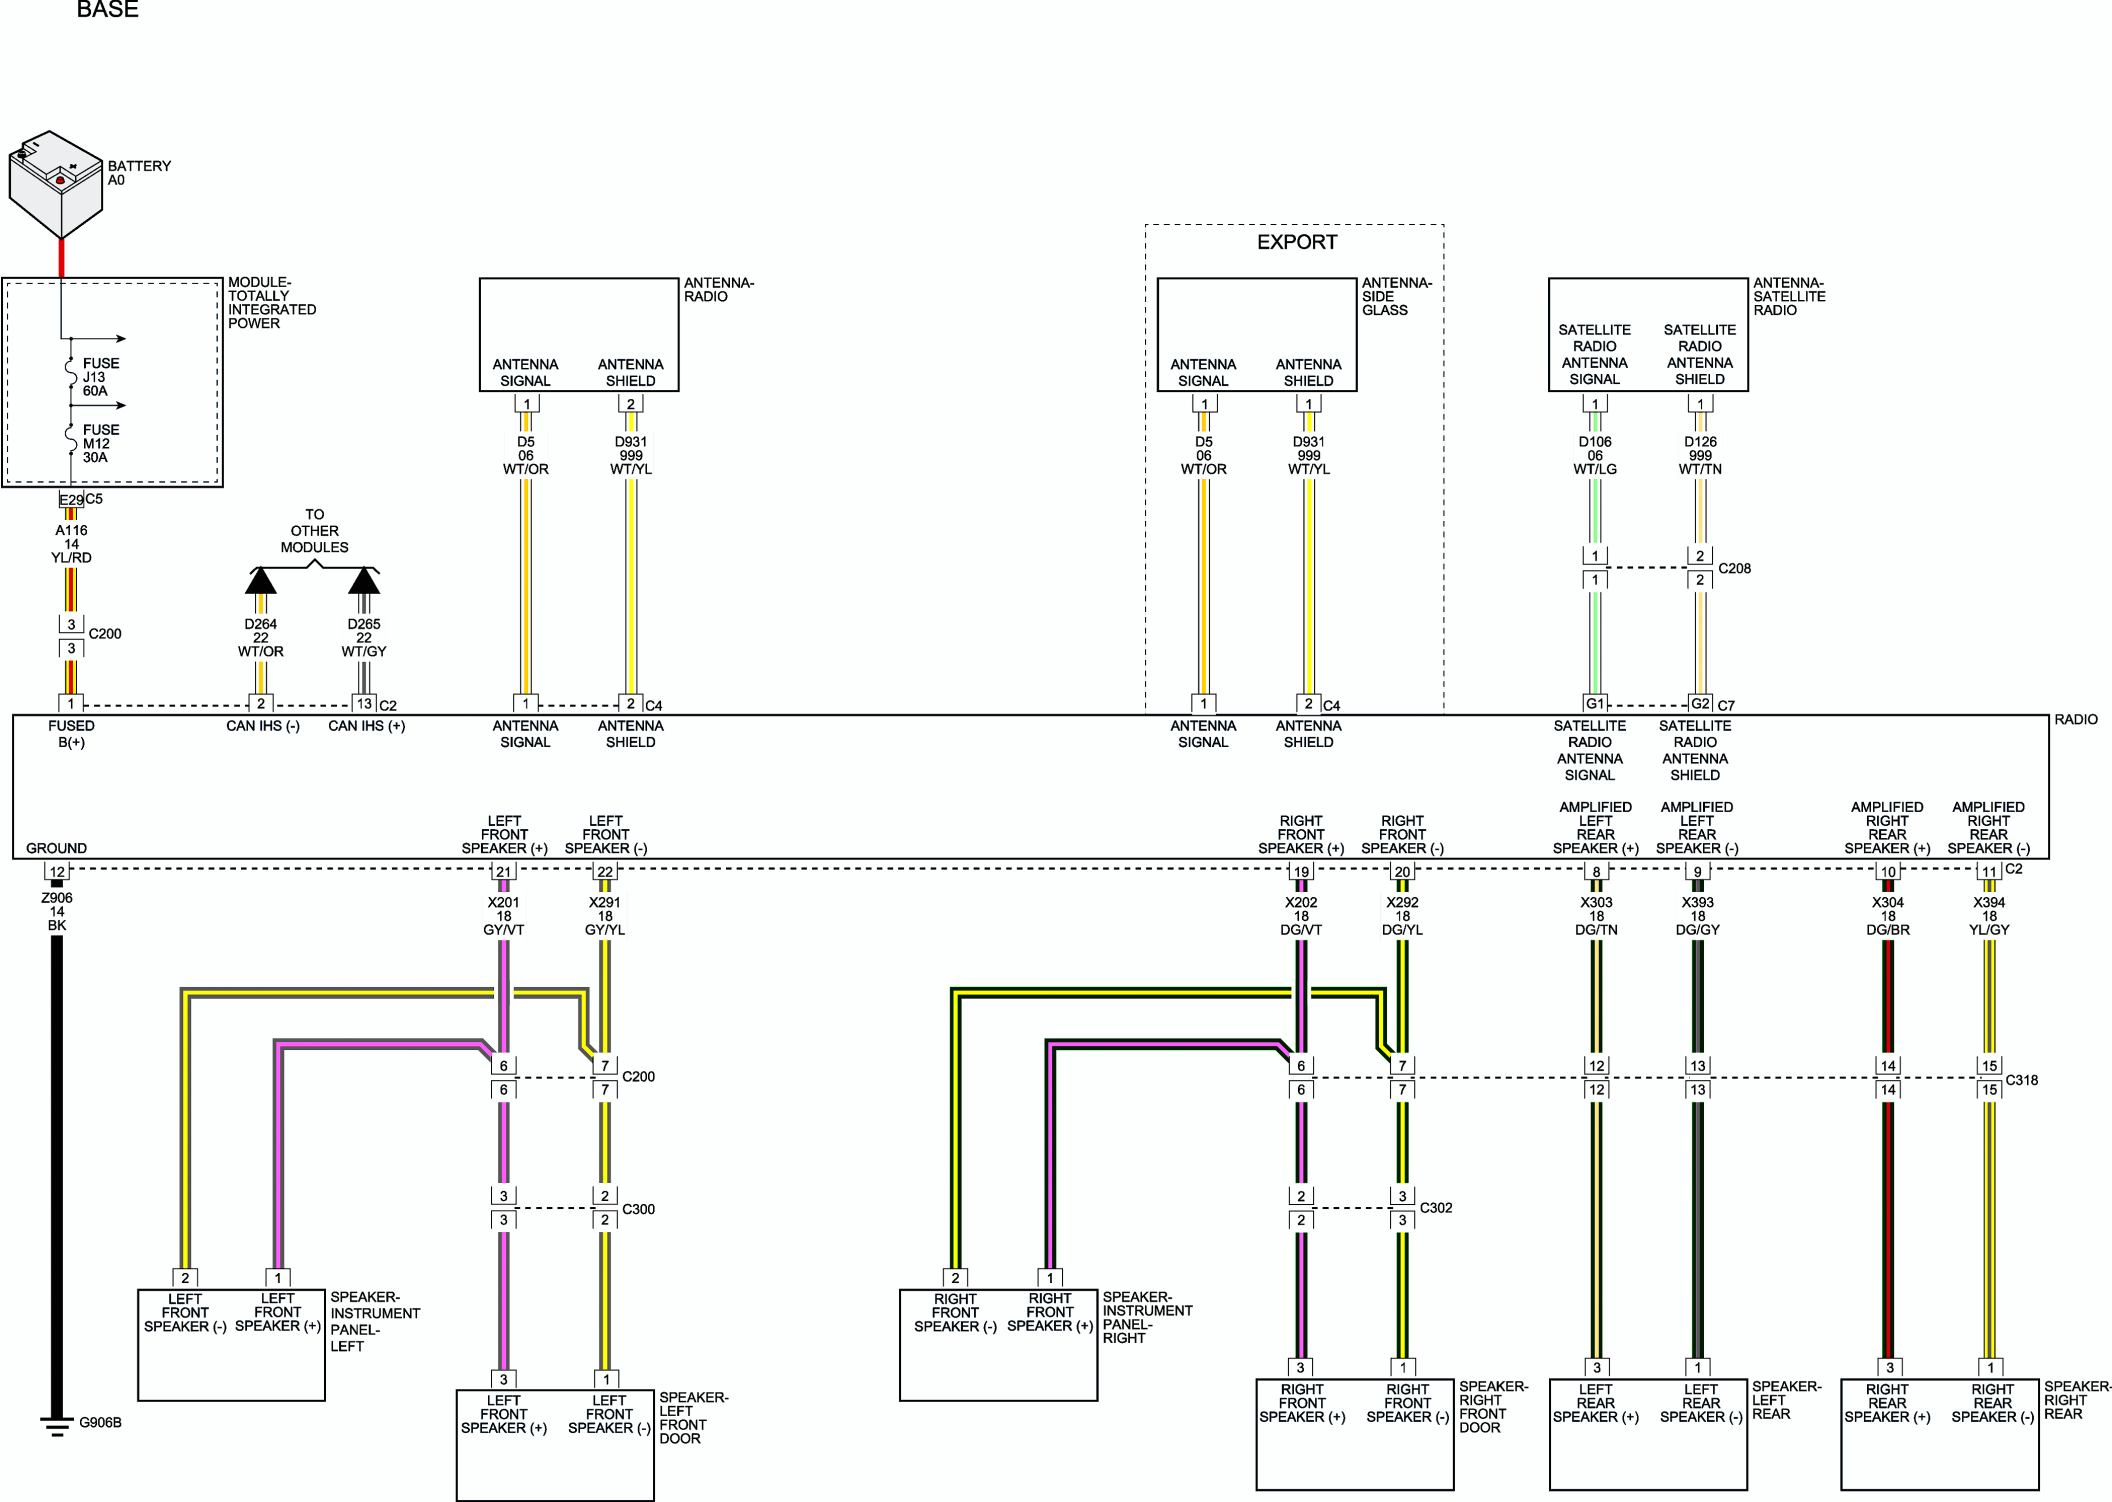 BASE
BATTERY
A0
MODULE-
TOTALLY
INTEGRATED
POWER
FUSE
J13
60A
FUSE
M12
30A
E29
C5
A116
14
YL/RD
3
C200
3
1
FUSED
B(+)
TO
OTHER
MODULES
D264
22
WT/OR
2
CAN IHS (-)
D265
22
WT/GY
13
C2
CAN IHS (+)
ANTENNA-
RADIO
ANTENNA
SIGNAL
ANTENNA
SHIELD
1
2
D5
06
WT/OR
D931
999
WT/YL
1
2
C4
ANTENNA
SIGNAL
ANTENNA
SHIELD
EXPORT
ANTENNA-
SIDE
GLASS
ANTENNA
SIGNAL
ANTENNA
SHIELD
1
1
D5
06
WT/OR
D931
999
WT/YL
1
2
C4
ANTENNA
SIGNAL
ANTENNA
SHIELD
ANTENNA-
SATELLITE
RADIO
SATELLITE
RADIO
ANTENNA
SIGNAL
SATELLITE
RADIO
ANTENNA
SHIELD
1
1
D106
06
WT/LG
D126
999
WT/TN
1
2
C208
1
2
G1
G2
C7
SATELLITE
RADIO
ANTENNA
SIGNAL
SATELLITE
RADIO
ANTENNA
SHIELD
RADIO
GROUND
LEFT
FRONT
SPEAKER (+)
LEFT
FRONT
SPEAKER (-)
RIGHT
FRONT
SPEAKER (+)
RIGHT
FRONT
SPEAKER (-)
AMPLIFIED
LEFT
REAR
SPEAKER (+)
AMPLIFIED
LEFT
REAR
SPEAKER (-)
AMPLIFIED
RIGHT
REAR
SPEAKER (+)
AMPLIFIED
RIGHT
REAR
SPEAKER (-)
12
21
22
19
20
8
9
10
11
C2
Z906
14
BK
X201
18
GY/VT
X291
18
GY/YL
X202
18
DG/VT
X292
18
DG/YL
X303
18
DG/TN
X393
18
DG/GY
X304
18
DG/BR
X394
18
YL/GY
6
7
C200
6
7
6
7
12
13
14
15
C318
6
7
12
13
14
15
3
2
C300
3
2
2
3
C302
2
3
2
1
LEFT
FRONT
SPEAKER (-)
LEFT
FRONT
SPEAKER (+)
SPEAKER-
INSTRUMENT
PANEL-
LEFT
3
1
LEFT
FRONT
SPEAKER (+)
LEFT
FRONT
SPEAKER (-)
SPEAKER-
LEFT
FRONT
DOOR
2
1
RIGHT
FRONT
SPEAKER (-)
RIGHT
FRONT
SPEAKER (+)
SPEAKER-
INSTRUMENT
PANEL-
RIGHT
3
1
RIGHT
FRONT
SPEAKER (+)
RIGHT
FRONT
SPEAKER (-)
SPEAKER-
RIGHT
FRONT
DOOR
3
1
LEFT
REAR
SPEAKER (+)
LEFT
REAR
SPEAKER (-)
SPEAKER-
LEFT
REAR
3
1
RIGHT
REAR
SPEAKER (+)
RIGHT
REAR
SPEAKER (-)
SPEAKER-
RIGHT
REAR
G906B